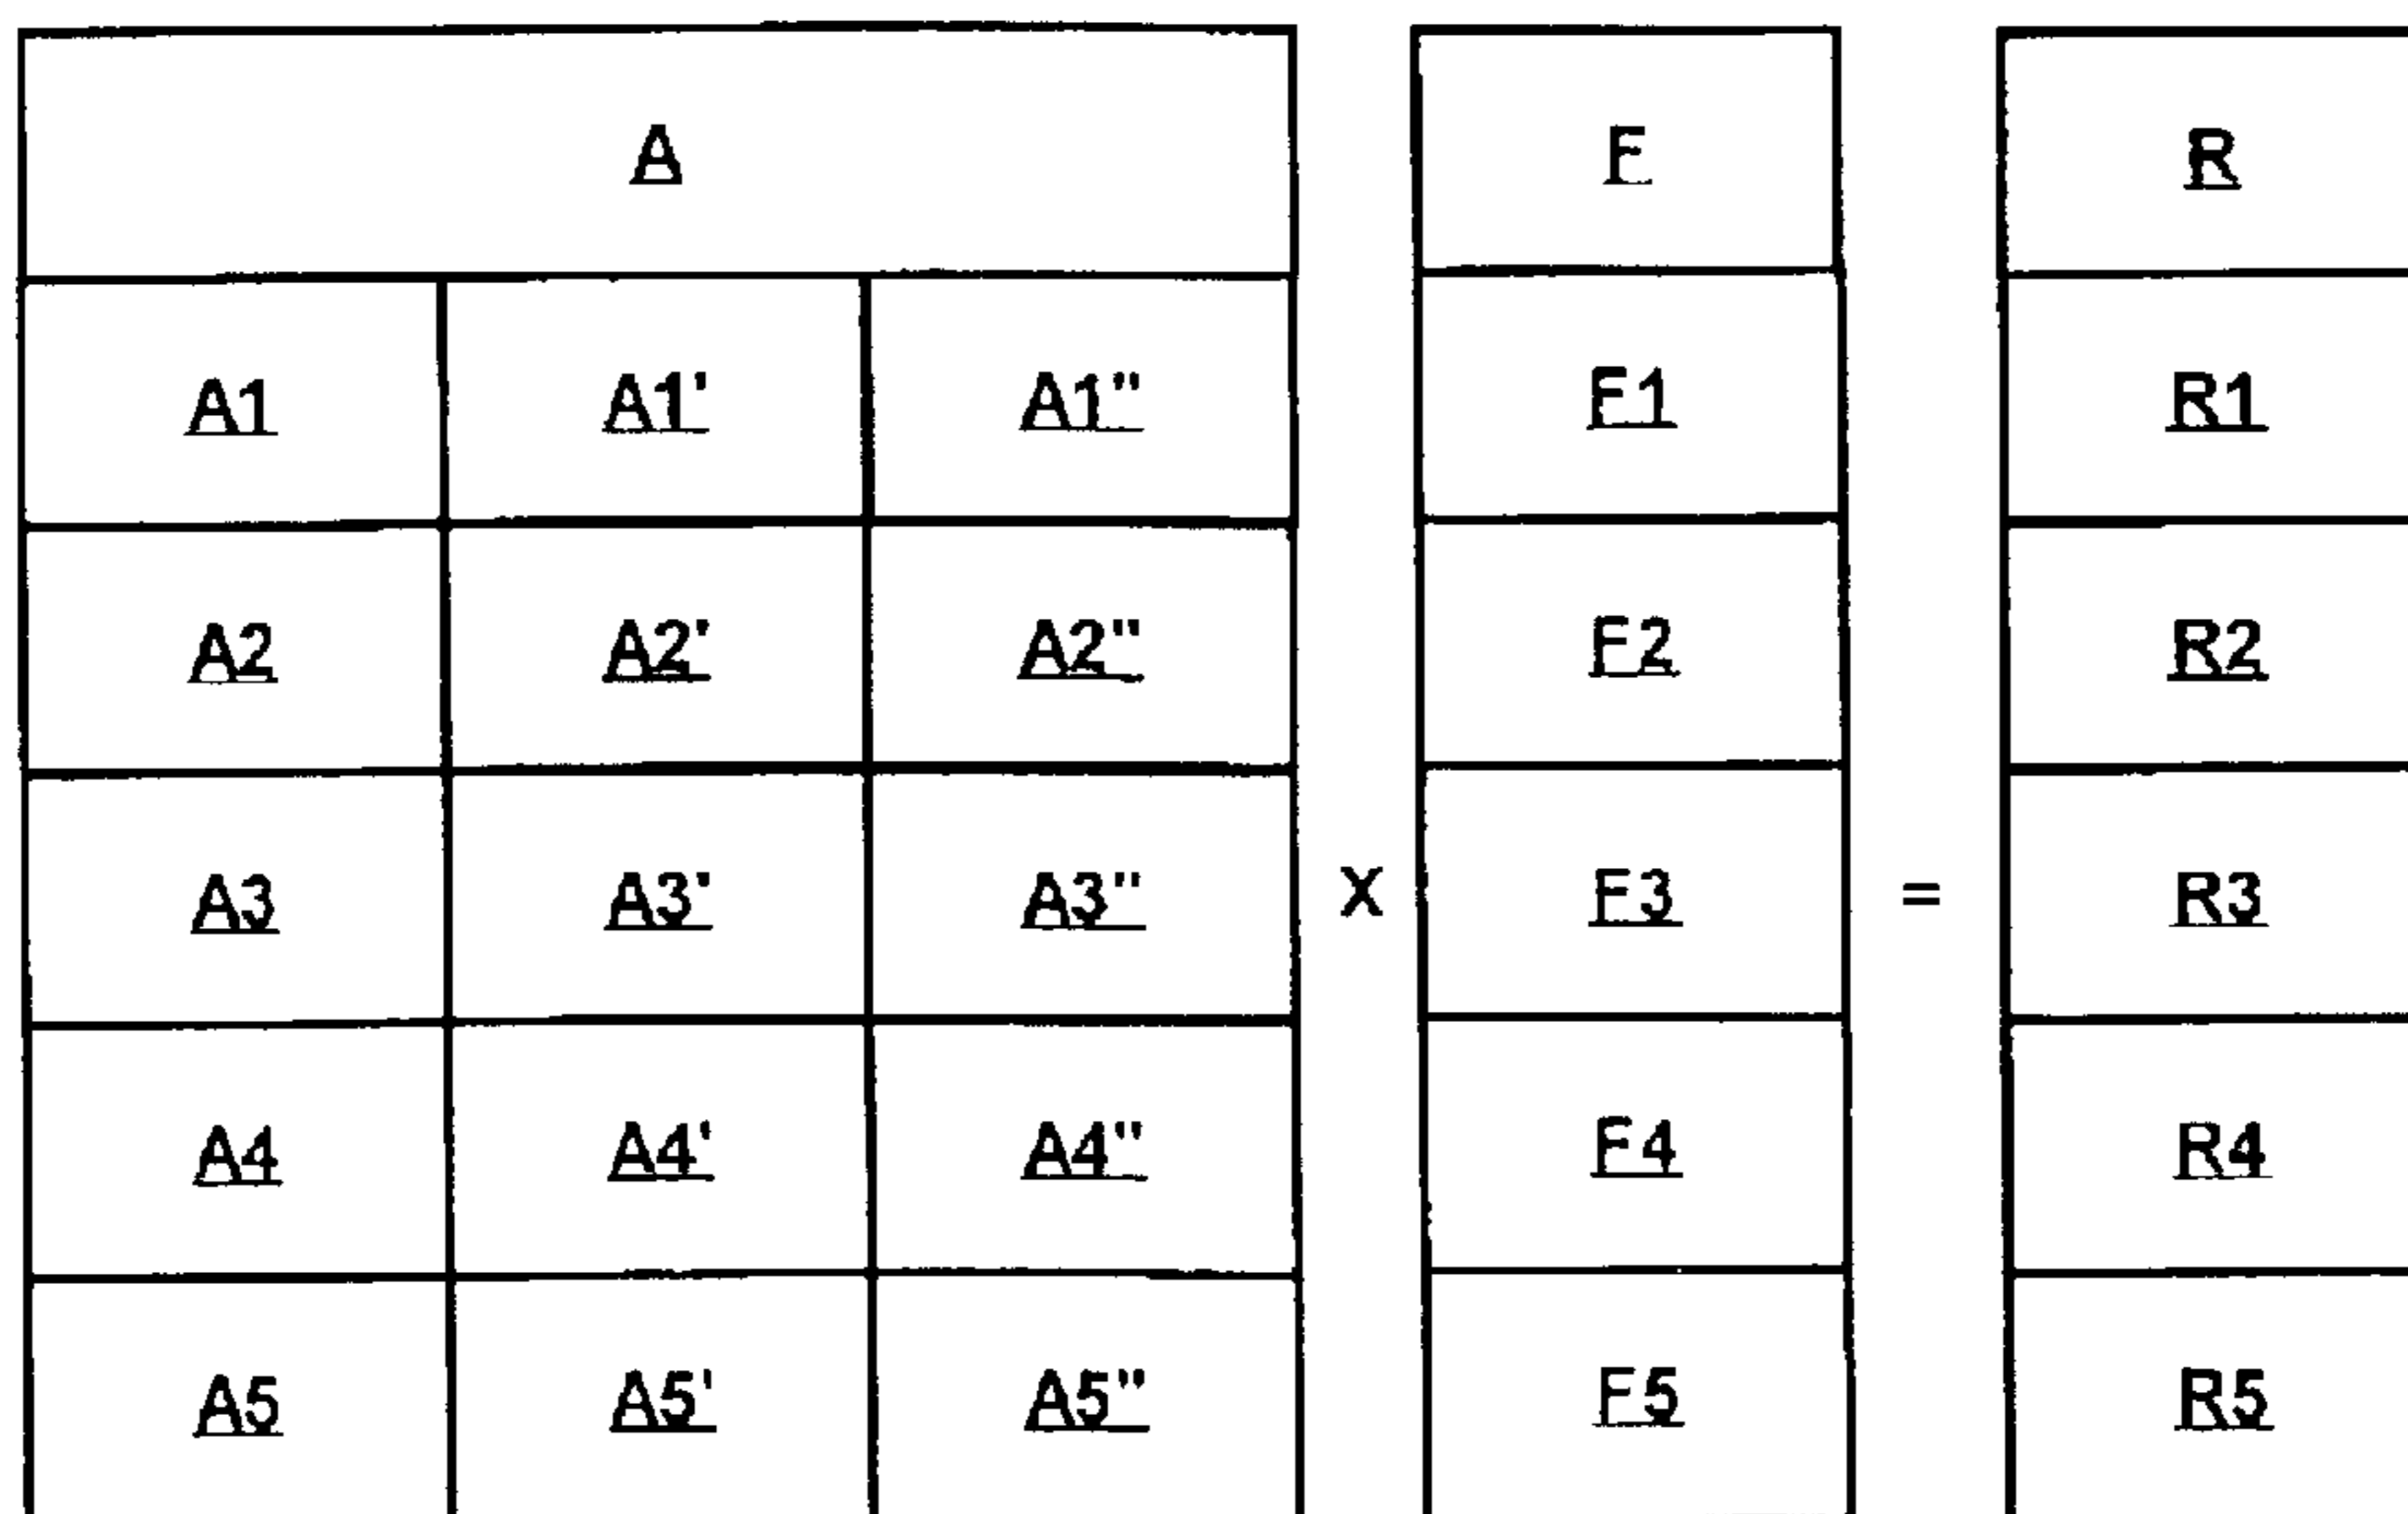 A F R
A1 A1' A1" F1 R1
A2 A2' A2" F2 R2
A3 A3' A3" x F3 = R3
A4 A4' A4" F4 R4
A5 A5' A5" F5 R5